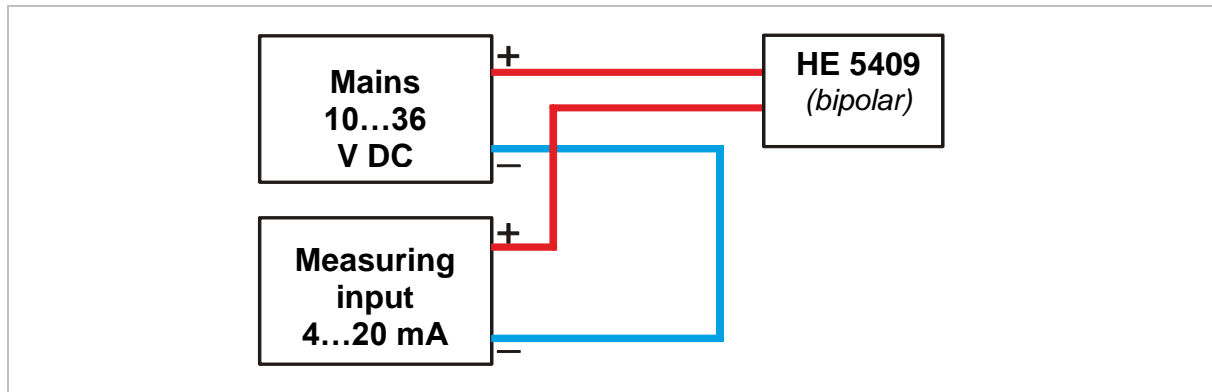 Mains
10…36
V DC
+
–
HE 5409
(bipolar)
Measuring
input
4…20 mA
+
–